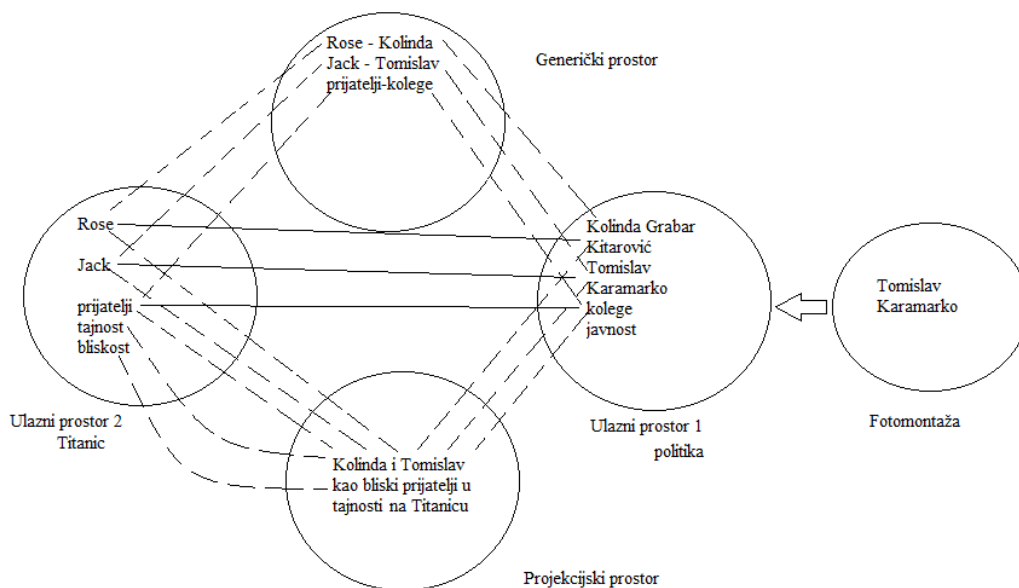 Rose - Kolinda
Jack - Tomislav
prijatelji-kolege
Generički prostor
Rose
Jack
prijatelji
tajnost
bliskost
Ulazni prostor 2
Titanic
Kolinda Grabar
Kitarović
Tomislav
Karamarko
kolege
javnost
Ulazni prostor 1
politika
Tomislav
Karamarko
Fotomontaža
Kolinda i Tomislav
kao bliski prijatelji u
tajnosti na Titanicu
Projekcijski prostor